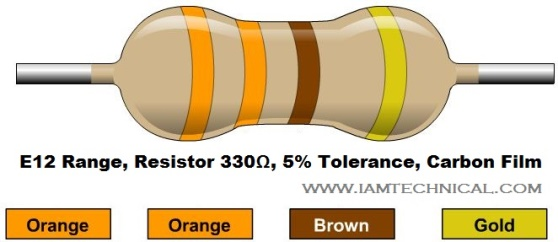 E12 Range, Resistor 330Ω, 5% Tolerance, Carbon Film
WWW.IAMTECHNICAL.COM
Orange Orange Brown Gold